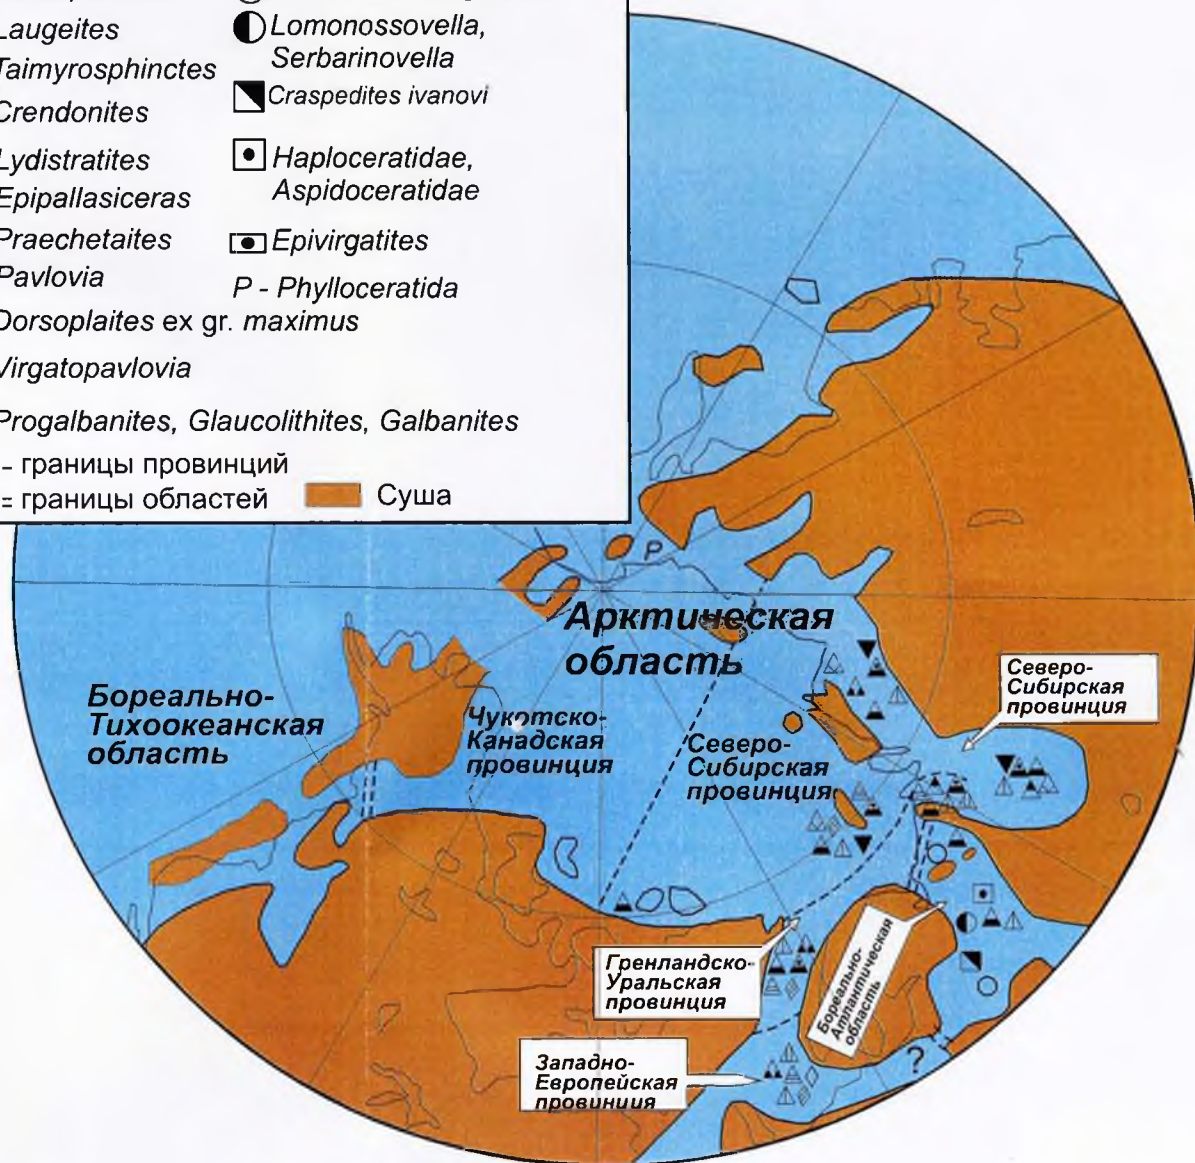 Laugeites
Taimyrosphinctes
Crendonites
Lydistratites
Epipallasiceras
Praechetaites
Pavlovia
Dorsoplaites ex gr. maximus
Virgatopavlovia
Progalbanites, Glaucolithites, Galbanites
- границы провинций
= границы областей
Lomonossovella,
Serbarinovella
Craspedites ivanovi
Haploceratidae,
Aspidoceratidae
Epivirgatites
P - Phylloceratida
Суша
P
Арктическая
область
Бореально-
Тихоокеанская
область
Чукотско-
Канадская
провинция
Северо-
Сибирская
провинция
Северо-
Сибирская
провинция
Гренландско-
Уральская
провинция
Бореально-
Атлантическая
область
Западно-
Европейская
провинция
?